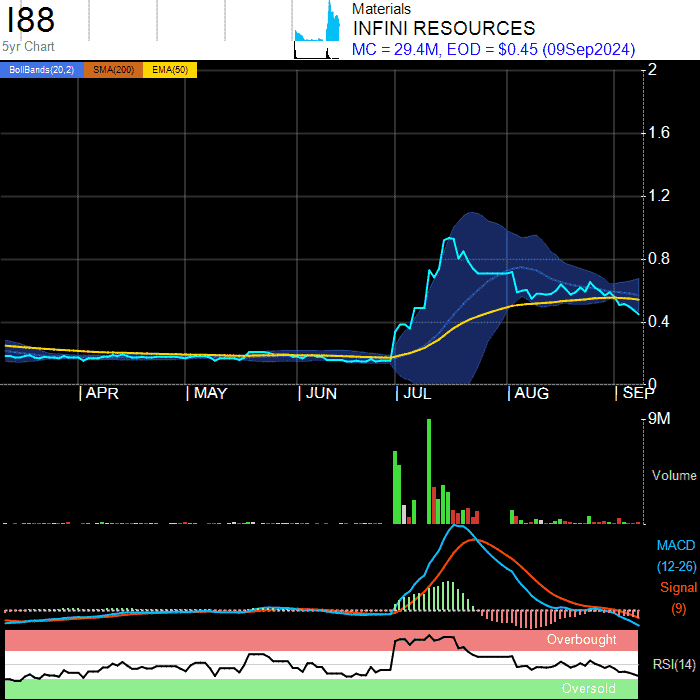 I88
5yr Chart
Materials
INFINI RESOURCES
MC = 29.4M, EOD = $0.45 (09Sep2024)
BollBands(20,2) SMA(200) EMA(50)
2
1.6
1.2
0.8
0.4
0
APR MAY JUN JUL AUG SEP
9M
Volume
MACD
(12-26)
Signal
(9)
Overbought
RSI(14)
Oversold